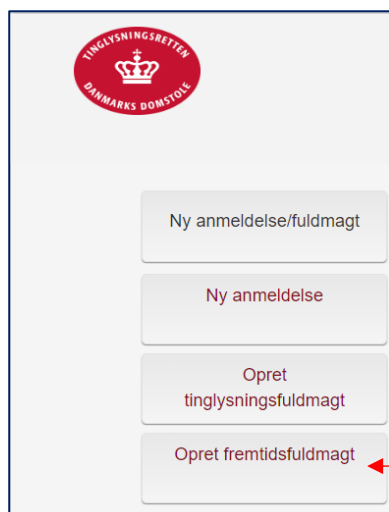 TINGLYSNINGSRETTEN
DANMARKS DOMSTOLE
Ny anmeldelse/fuldmagt
Ny anmeldelse
Opret
tinglysningsfuldmagt
Opret fremtidsfuldmagt